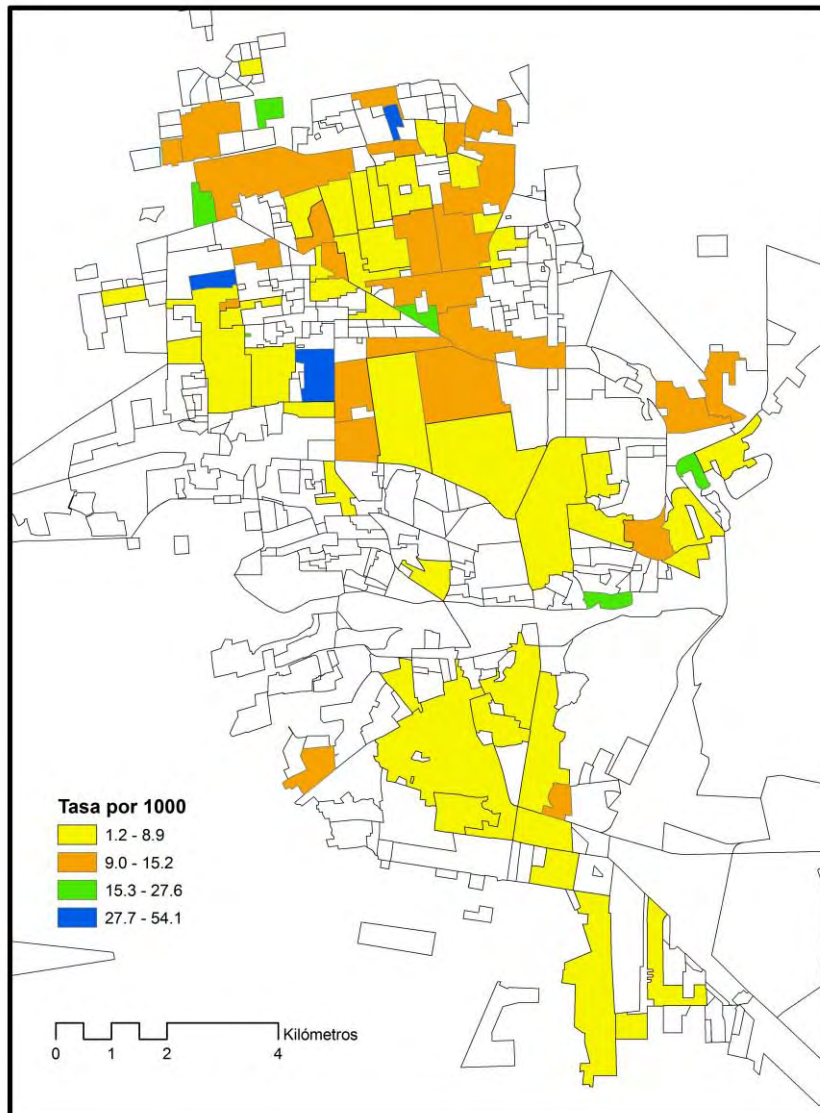 Tasa por 1000
1.2 - 8.9
9.0 - 15.2
15.3 - 27.6
27.7 - 54.1
Kilómetros
0 1 2 4